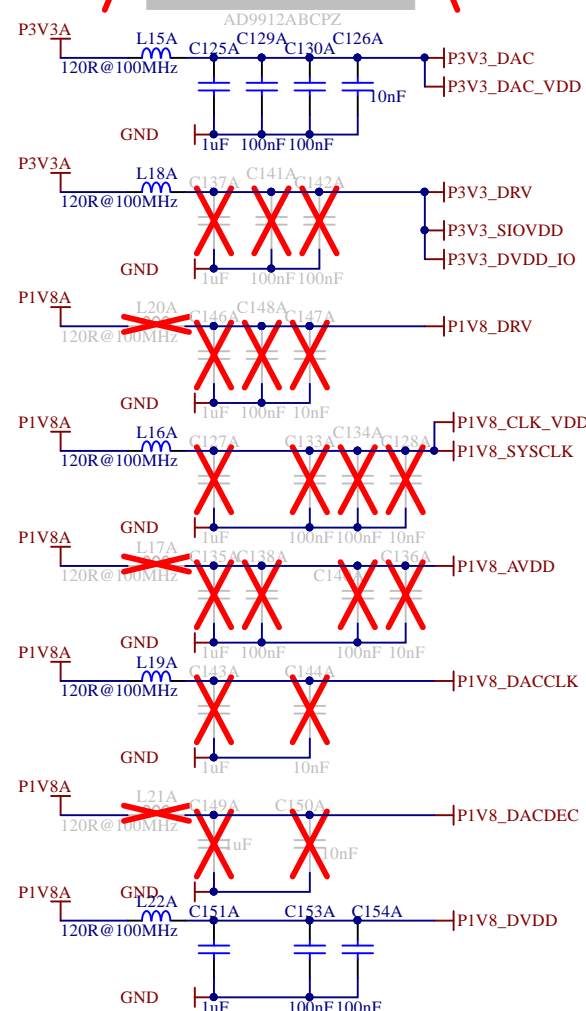 AD9912ABCPZ
P3V3A
L15A
C125A
C129A
C130A
C126A
120R@100MHz
10nF
P3V3_DAC
P3V3_DAC_VDD
GND
1uF
100nF
100nF
P3V3A
L18A
C137A
C141A
C142A
120R@100MHz
P3V3_DRV
P3V3_SIOVDD
P3V3_DVDD_IO
GND
1uF
100nF
100nF
P1V8A
L20A
C146A
C148A
C147A
120R@100MHz
P1V8_DRV
GND
1uF
100nF
10nF
P1V8A
L16A
C127A
C133A
C134A
C128A
120R@100MHz
P1V8_CLK_VDD
P1V8_SYSCLK
GND
1uF
100nF
100nF
10nF
P1V8A
L17A
C135A
C138A
C136A
120R@100MHz
P1V8_AVDD
GND
1uF
100nF
100nF
10nF
P1V8A
L19A
C143A
C144A
120R@100MHz
P1V8_DACCLK
GND
1uF
10nF
P1V8A
L21A
C149A
C150A
120R@100MHz
1uF
10nF
P1V8_DACDEC
GND
P1V8A
L22A
C151A
C153A
C154A
120R@100MHz
P1V8_DVDD
GND
1uF
100nF
100nF